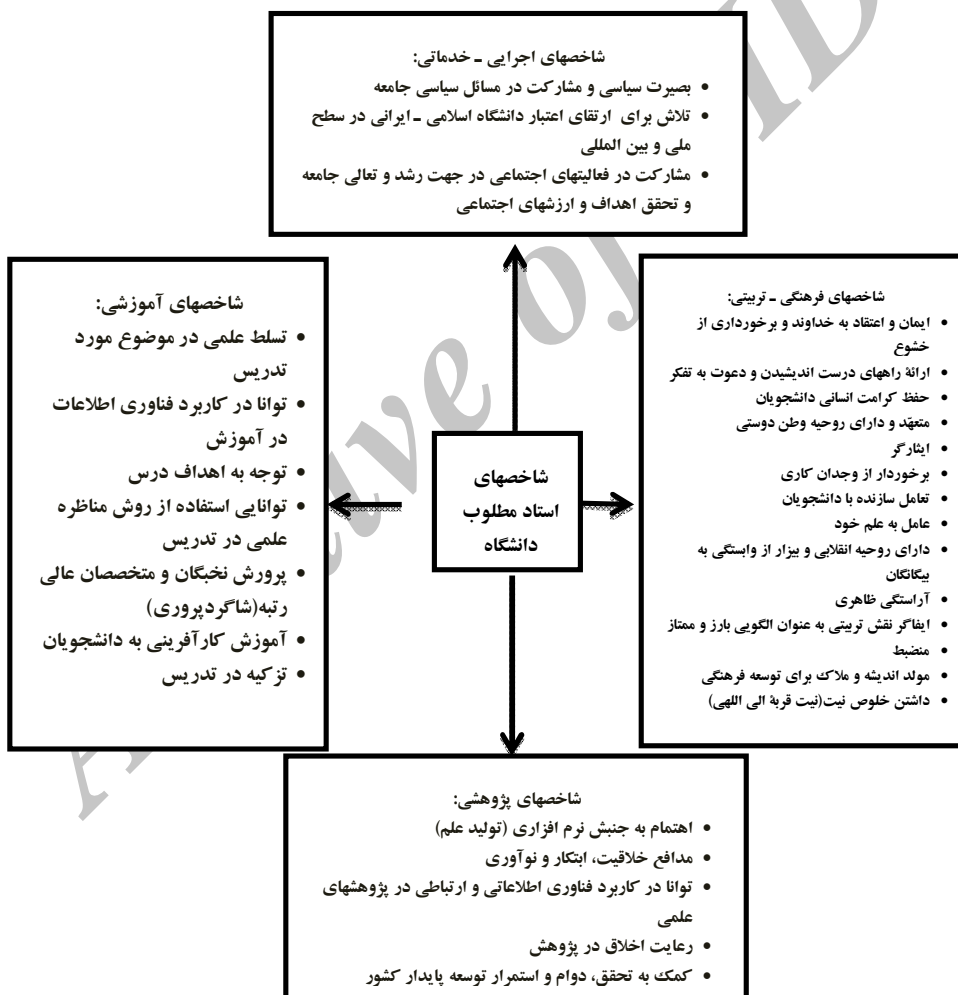 شاخصهای اجرایی ـ خدماتی:
• بصیرت سیاسی و مشارکت در مسائل سیاسی جامعه
• تلاش برای ارتقای اعتبار دانشگاه اسلامی ـ ایرانی در سطح
ملی و بین المللی
• مشارکت در فعالیتهای اجتماعی در جهت رشد و تعالی جامعه
و تحقق اهداف و ارزشهای اجتماعی
شاخصهای فرهنگی ـ تربیتی:
• ایمان و اعتقاد به خداوند و برخورداری از
خشوع
• ارائۀ راههای درست اندیشیدن و دعوت به تفکر
• حفظ کرامت انسانی دانشجویان
• متعهّد و دارای روحیه وطن دوستی
• ایثارگر
• برخوردار از وجدان کاری
• تعامل سازنده با دانشجویان
• عامل به علم خود
• دارای روحیه انقلابی و بیزار از وابستگی به
بیگانگان
• آراستگی ظاهری
• ایفاگر نقش تربیتی به عنوان الگویی بارز و ممتاز
• منضبط
• مولد اندیشه و ملاک برای توسعه فرهنگی
• داشتن خلوص نیت(نیت قربة الی اللهی)
شاخصهای
استاد مطلوب
دانشگاه
شاخصهای آموزشی:
• تسلط علمی در موضوع مورد
تدریس
• توانا در کاربرد فناوری اطلاعات
در آموزش
• توجه به اهداف درس
• توانایی استفاده از روش مناظره
علمی در تدریس
• پرورش نخبگان و متخصصان عالی
رتبه(شاگردپروری)
• آموزش کارآفرینی به دانشجویان
• تزکیه در تدریس
شاخصهای پژوهشی:
• اهتمام به جنبش نرم افزاری (تولید علم)
• مدافع خلاقیت، ابتکار و نوآوری
• توانا در کاربرد فناوری اطلاعاتی و ارتباطی در پژوهشهای
علمی
• رعایت اخلاق در پژوهش
• کمک به تحقق، دوام و استمرار توسعه پایدار کشور